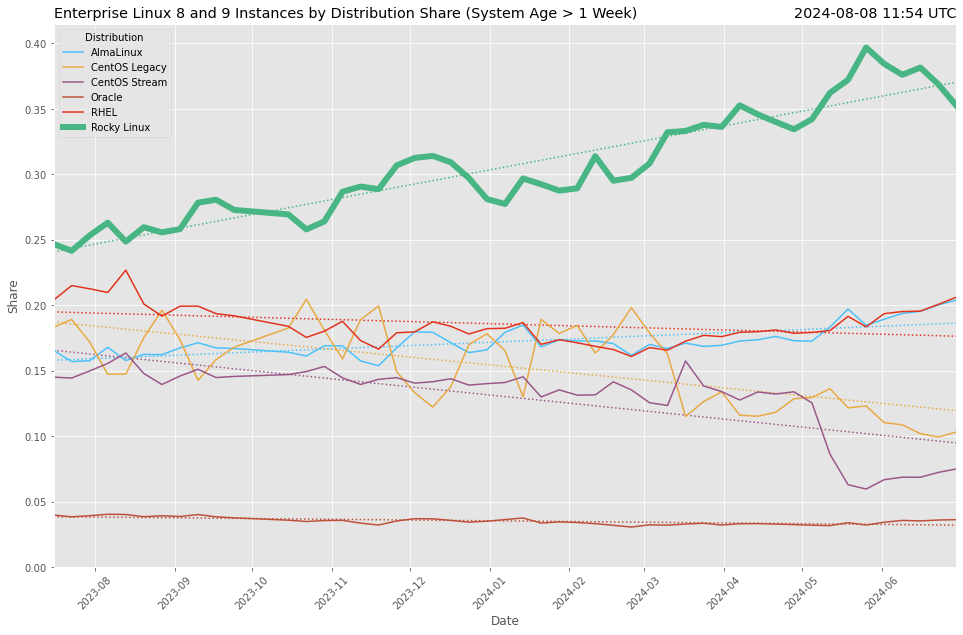 Enterprise Linux 8 and 9 Instances by Distribution Share (System Age > 1 Week)
2024-08-08 11:54 UTC
Distribution
AlmaLinux
CentOS Legacy
CentOS Stream
Oracle
RHEL
Rocky Linux
Share
0.40
0.35
0.30
0.25
0.20
0.15
0.10
0.05
0.00
2023-08
2023-09
2023-10
2023-11
2023-12
2024-01
2024-02
2024-03
2024-04
2024-05
2024-06
Date